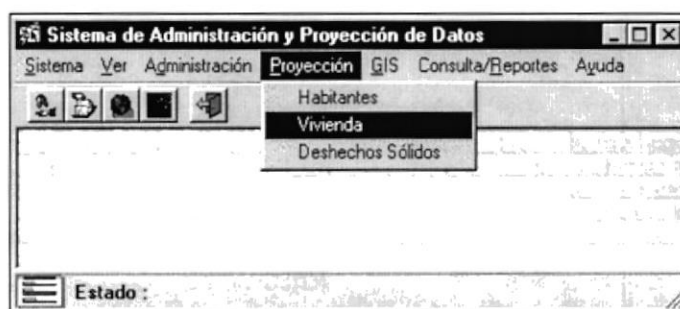 Sistema de Administración y Proyección de Datos
Sistema Ver Administración Proyección GIS Consulta/Reportes Ayuda
Habitantes
Vivienda
Deshechos Sólidos
Estado :